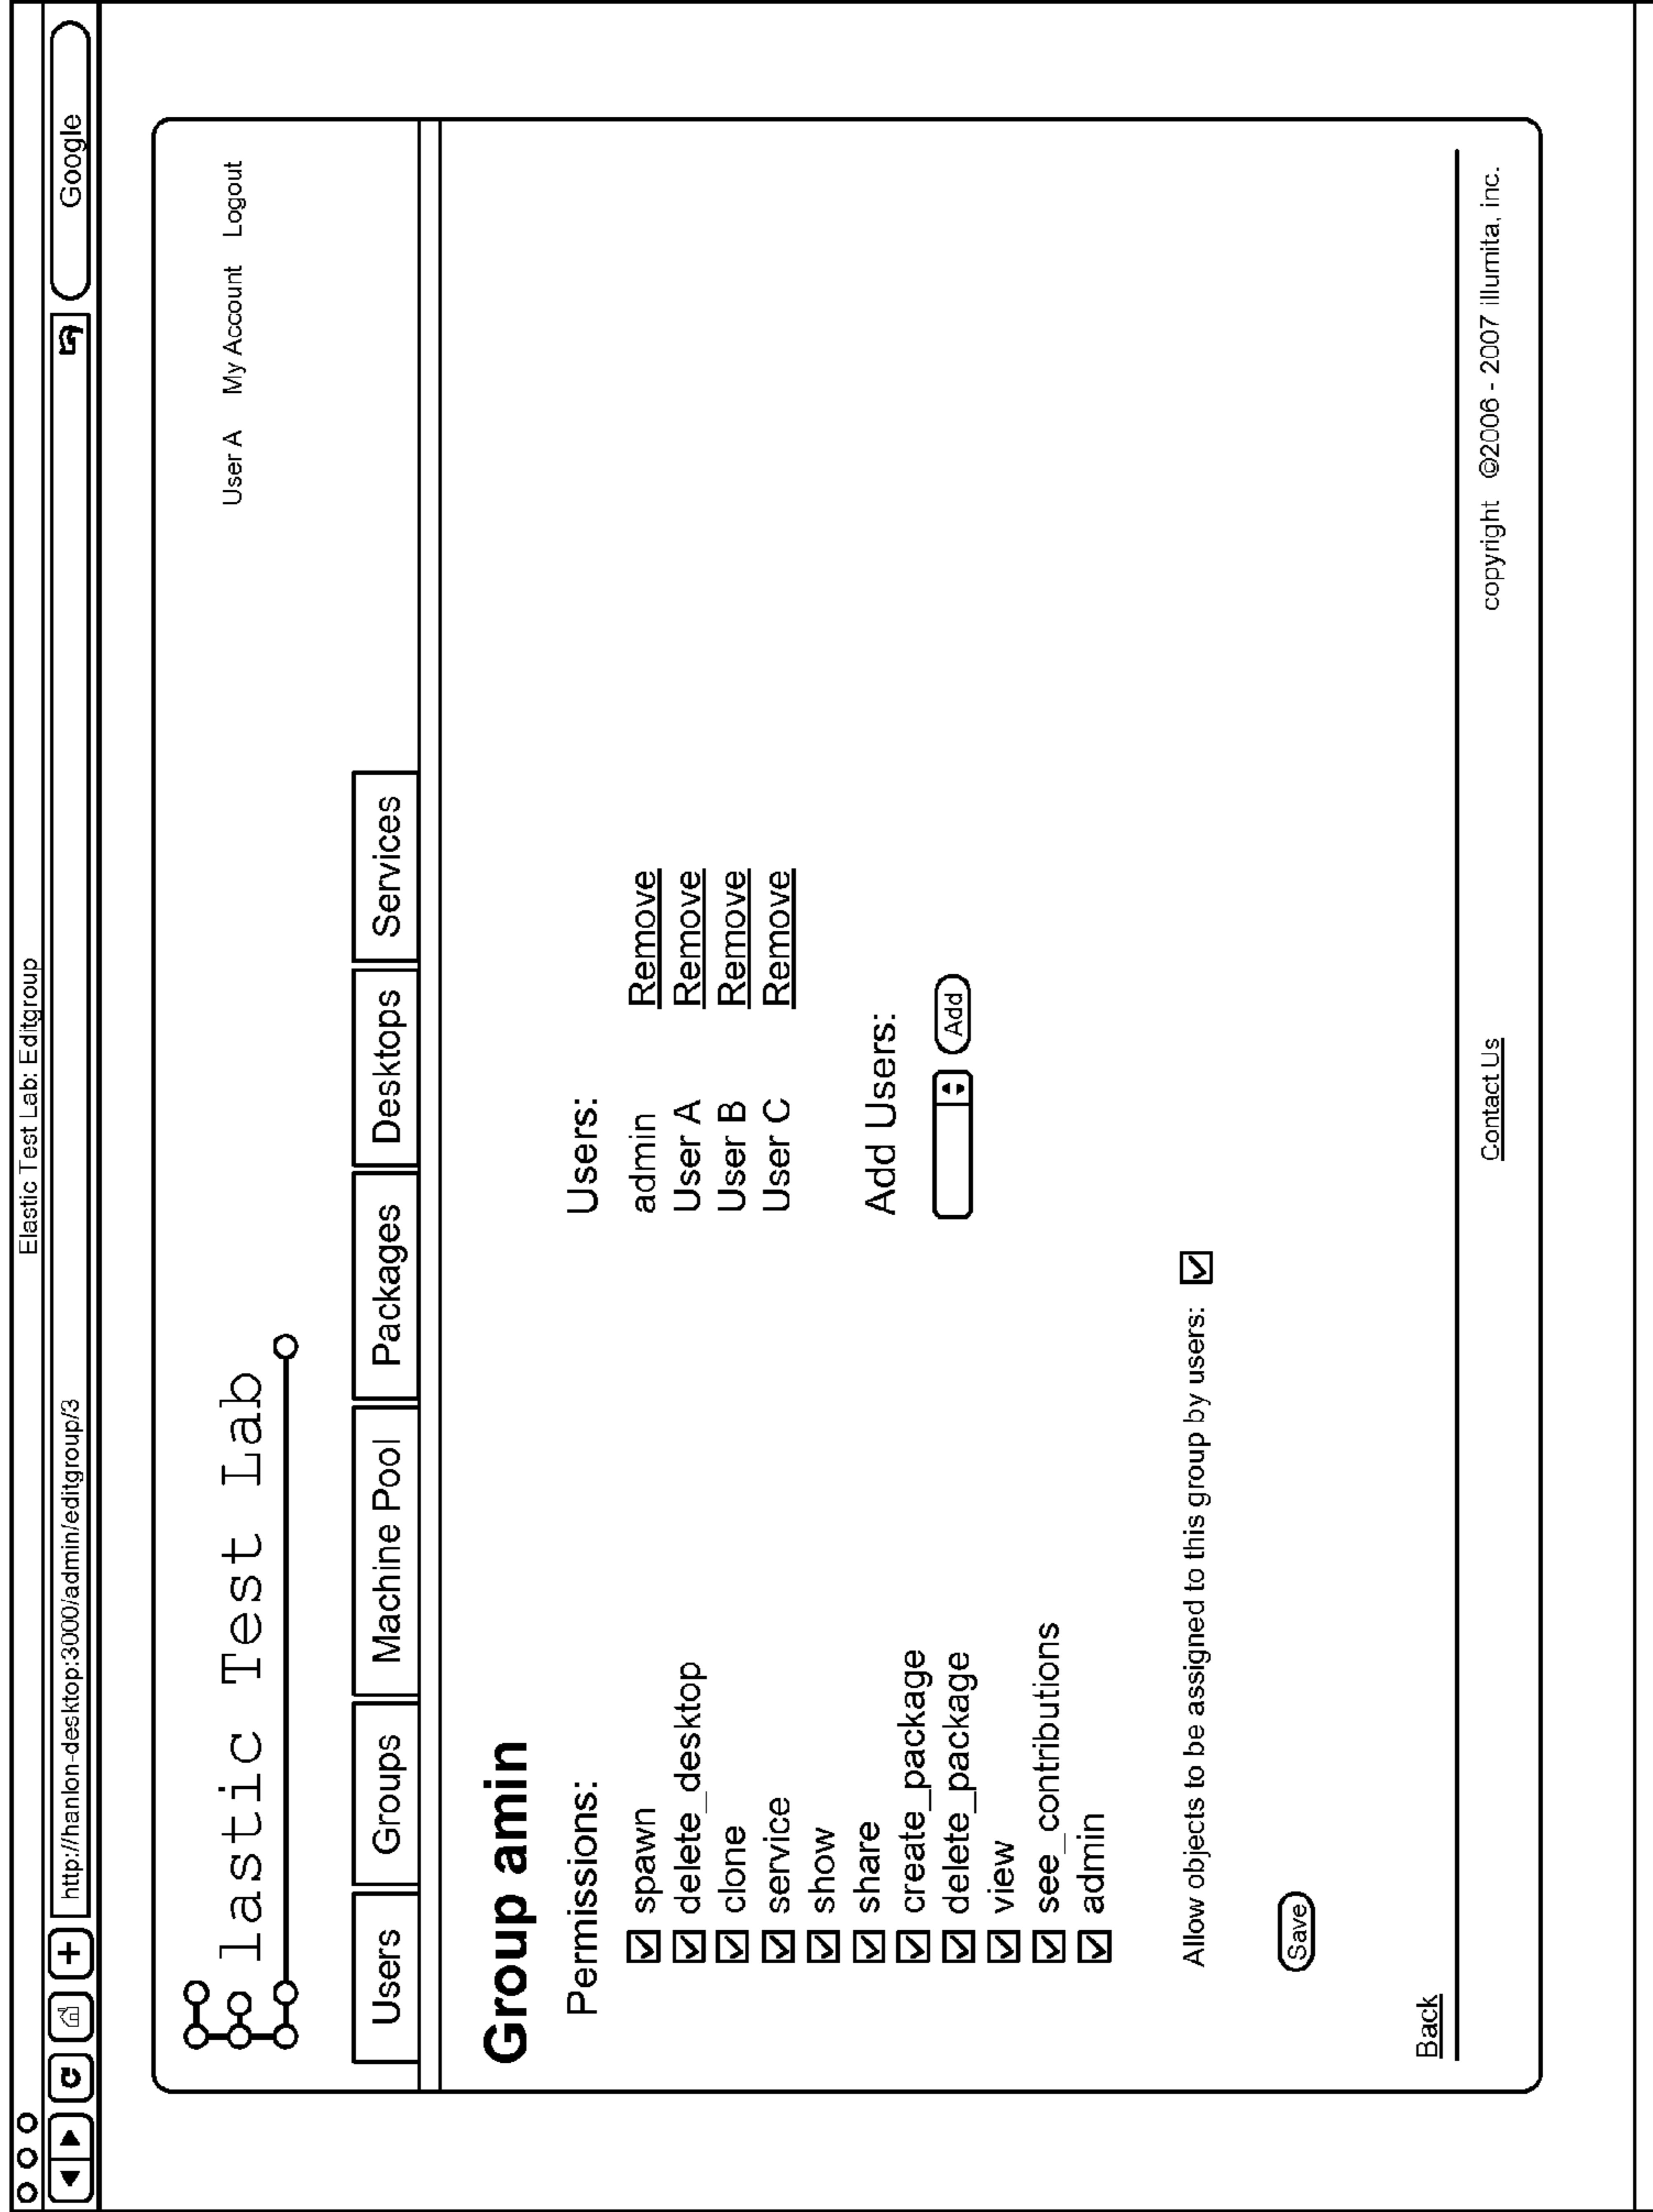 Elastic Test Lab: Editgroup
http://hanlon-desktop:3000/admin/editgroup/3
Google
lastic Test Lab
User A My Account Logout
Users Groups Machine Pool Packages Desktops Services
Group amin
Permissions:
spawn
delete_desktop
clone
service
show
share
create_package
delete_package
view
see_contributions
admin
Users:
admin Remove
User A Remove
User B Remove
User C Remove
Add Users:
Add
Allow objects to be assigned to this group by users:
Save
Back
Contact Us
copyright ©2006 - 2007 illumita, inc.